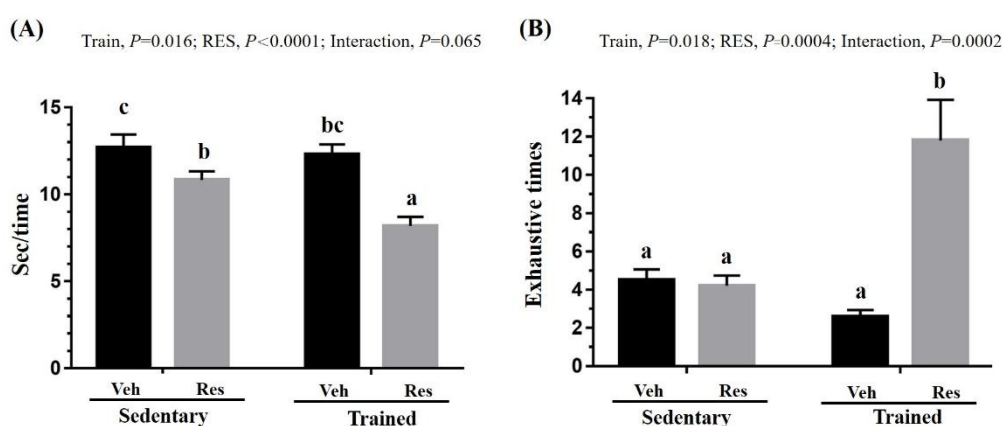 (A)
Train, P=0.016; RES, P<0.0001; Interaction, P=0.065
15
10
5
0
Sec/time
c
b
bc
a
Veh Res Veh Res
Sedentary Trained
(B)
Train, P=0.018; RES, P=0.0004; Interaction, P=0.0002
14
12
10
8
6
4
2
0
Exhaustive times
a
a
a
b
Veh Res Veh Res
Sedentary Trained